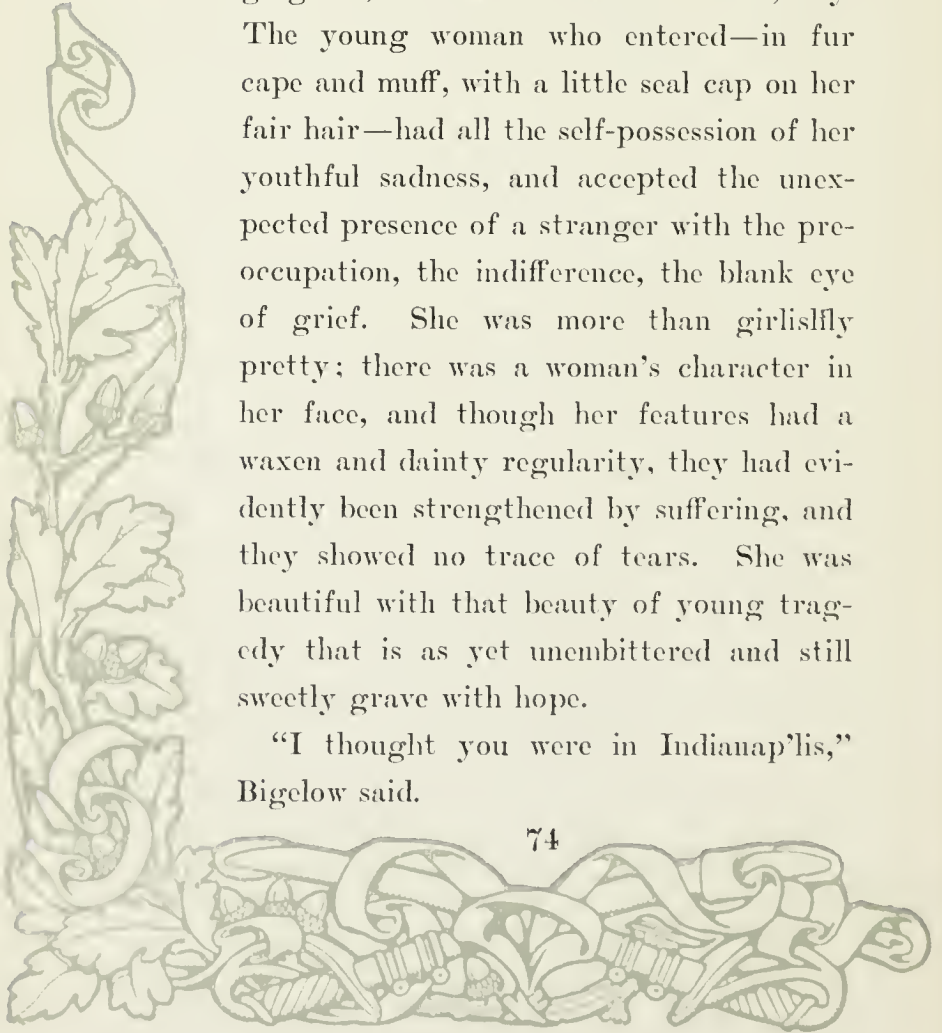 The young woman who entered—in fur
cape and muff, with a little seal cap on her
fair hair—had all the self-possession of her
youthful sadness, and accepted the unex-
pected presence of a stranger with the pre-
occupation, the indifference, the blank eye
of grief. She was more than girlislfly
pretty; there was a woman's character in
her face, and though her features had a
waxen and dainty regularity, they had evi-
dently been strengthened by suffering, and
they showed no trace of tears. She was
beautiful with that beauty of young trag-
edy that is as yet unembittered and still
sweetly grave with hope.
"I thought you were in Indianap'lis,"
Bigelow said.
74